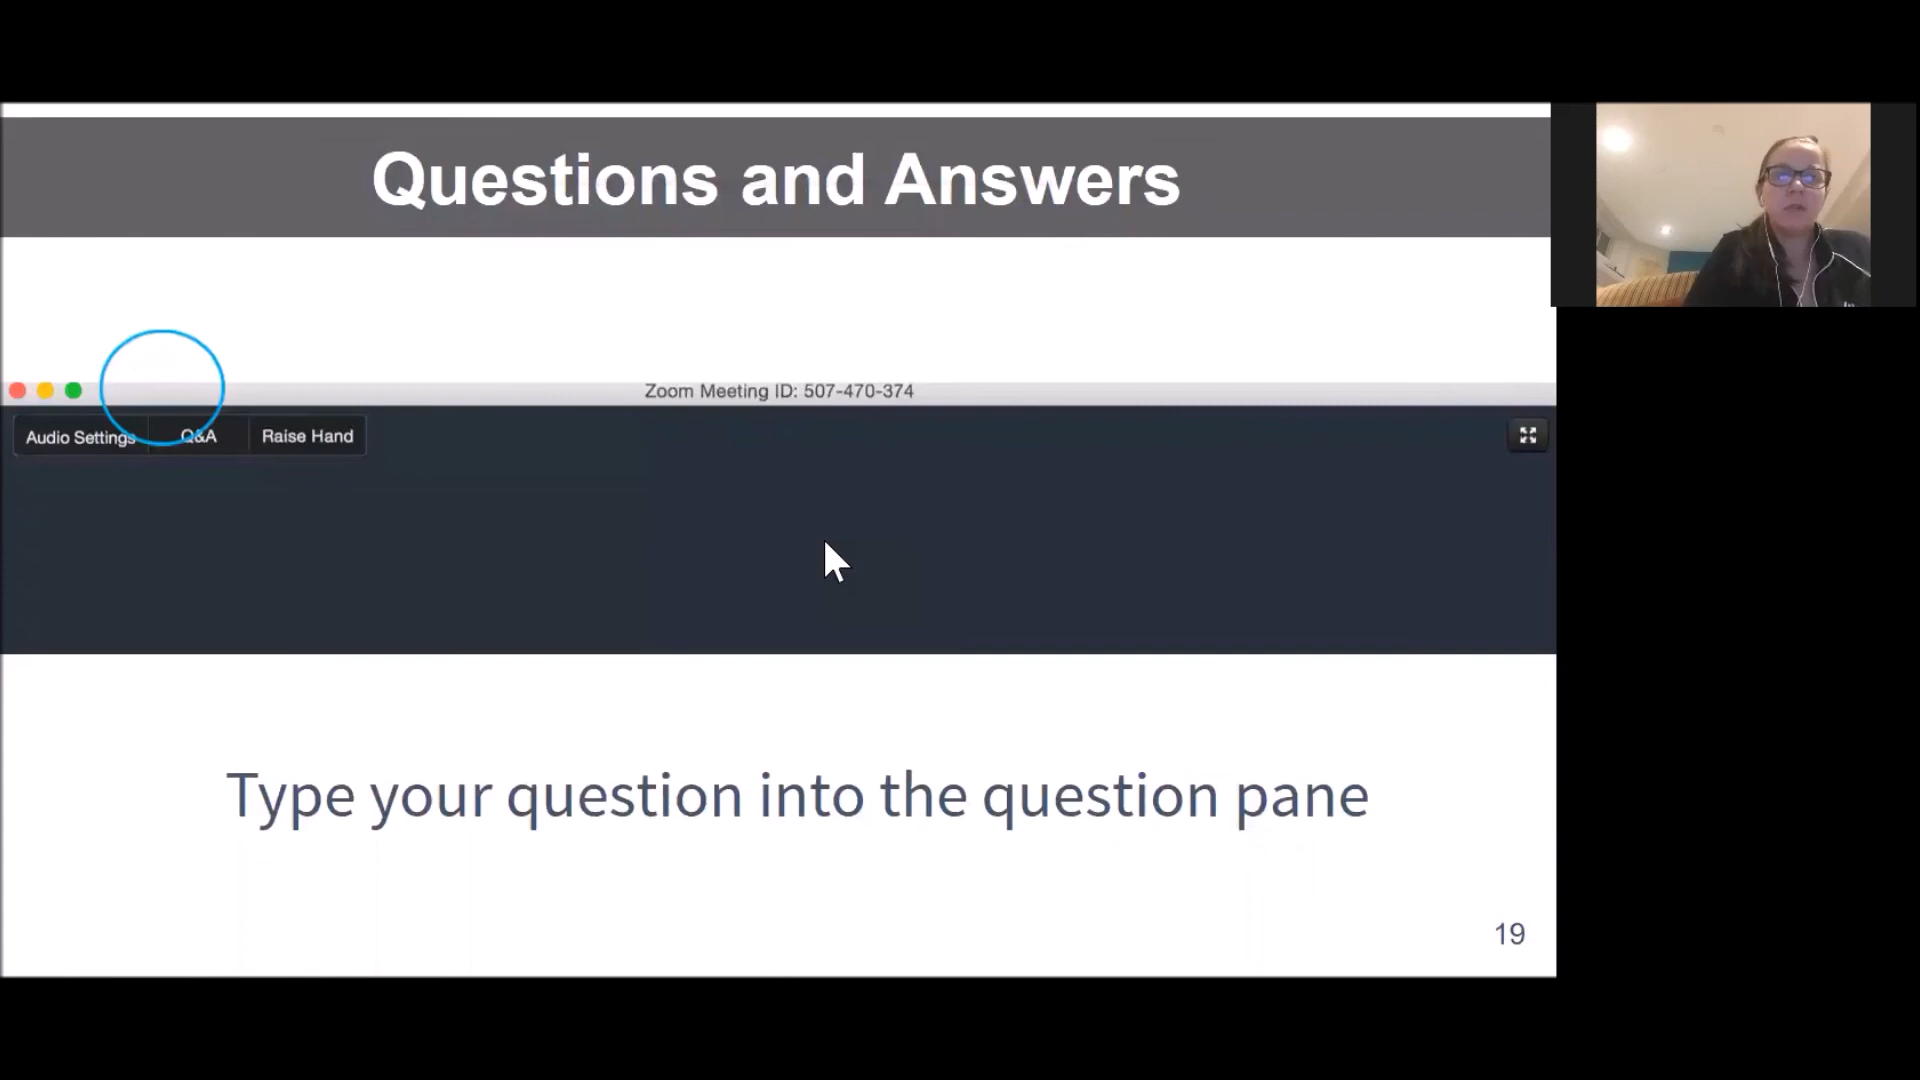 Questions and Answers
Zoom Meeting ID: 507-470-374
Audio Settings
Q&A
Raise Hand
Type your question into the question pane
19